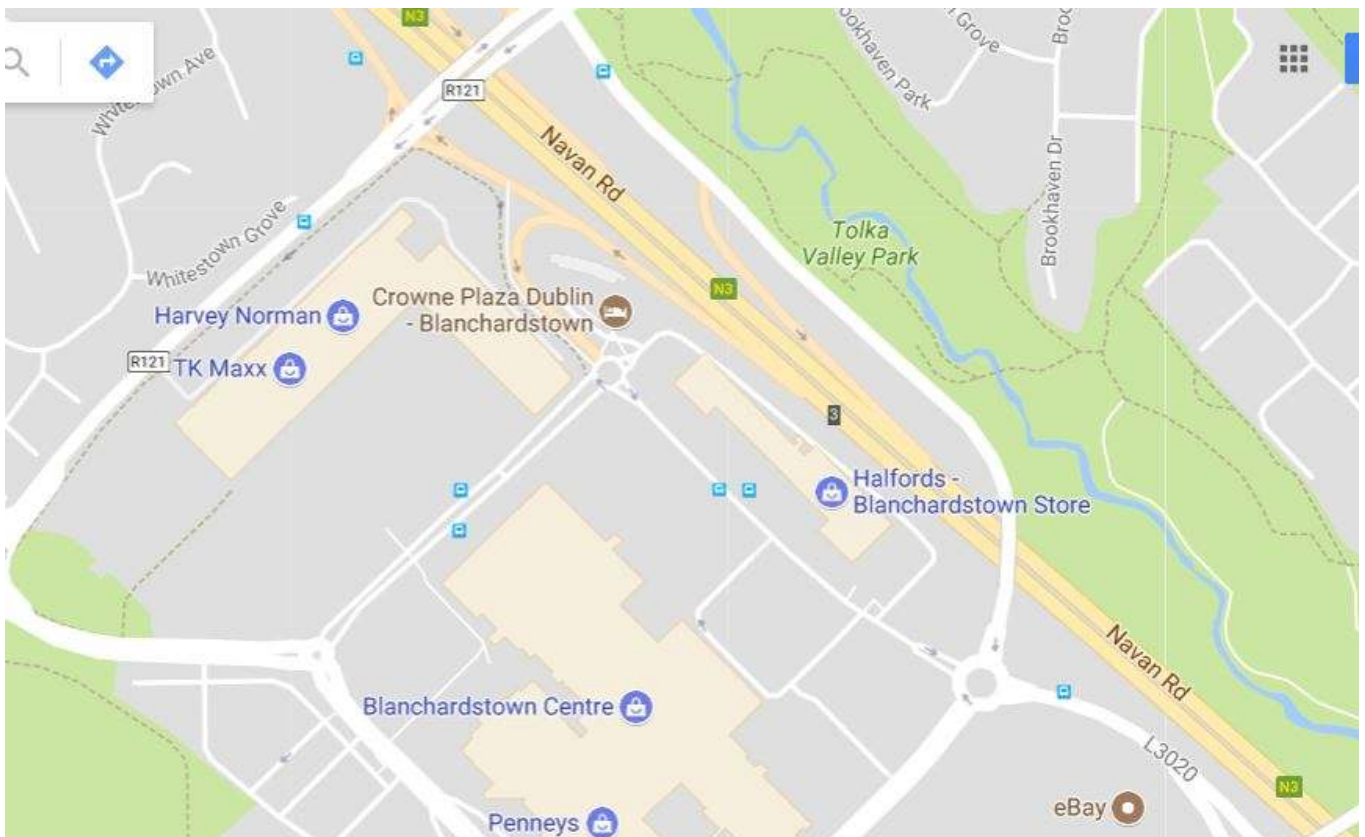 N3
Brookhaven Park
Grove
Whitestown Ave
R121
Navan Rd
Brookhaven Dr
Tolka
Valley Park
Whitestown Grove
N3
Crowne Plaza Dublin
- Blanchardstown
Harvey Norman
R121
TK Maxx
3
Halfords -
Blanchardstown Store
Navan Rd
Blanchardstown Centre
L3020
N3
eBay
Penneys